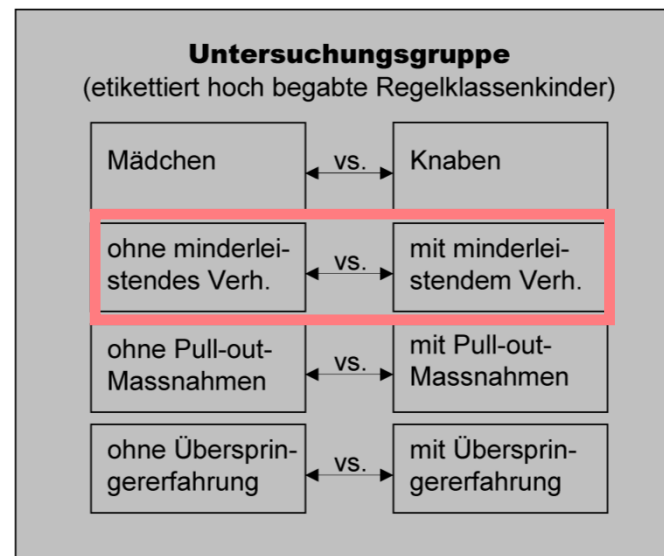 Untersuchungsgruppe
(etikettiert hoch begabte Regelklassenkinder)
Mädchen vs. Knaben
ohne minderlei- mit minderlei-
vs.
stendes Verh. stendem Verh.
ohne Pull-out- mit Pull-out-
vs.
Massnahmen Massnahmen
ohne Übersprin- mit Übersprin-
vs.
gererfahrung gererfahrung